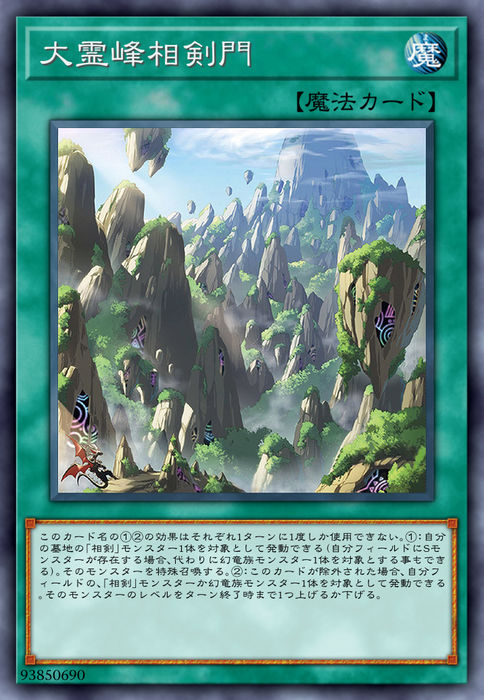 大霊峰相剣門
魔
【魔法カード】
このカード名の①②の効果はそれぞれ1ターンに1度しか使用できない。①:自分
の墓地の「相剣」モンスター1体を対象として発動できる(自分フィールドにSモ
ンスターが存在する場合、代わりに幻竜族モンスター1体を対象とする事もでき
る)。そのモンスターを特殊召喚する。②:このカードが除外された場合、自分フ
ィールドの、「相剣」モンスターか幻竜族モンスター1体を対象として発動できる
。そのモンスターのレベルをターン終了時まで1つ上げるか下げる。
93850690